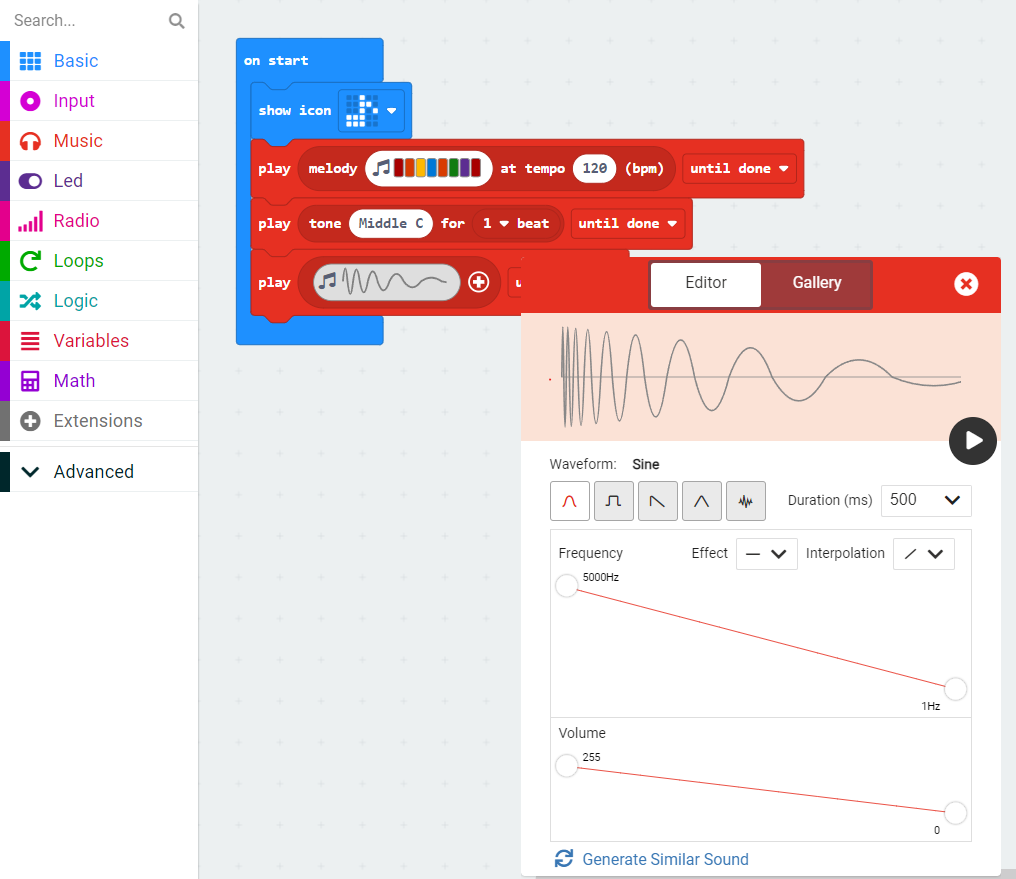 Search...
Basic
Input
Music
Led
Radio
Loops
Logic
Variables
Math
Extensions
Advanced
on start
show icon
play melody at tempo 120 (bpm) until done
play tone Middle C for 1 beat until done
play
Editor Gallery
Waveform: Sine
Duration (ms) 500
Frequency Effect Interpolation
5000Hz
1Hz
Volume
255
0
Generate Similar Sound